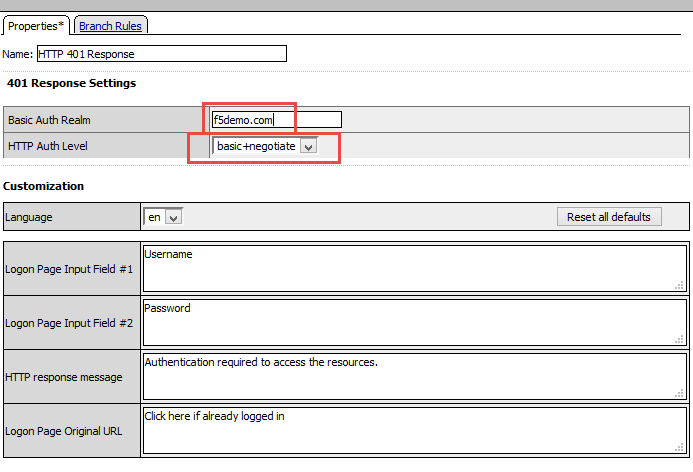 Properties* Branch Rules
Name: HTTP 401 Response
401 Response Settings
Basic Auth Realm f5demo.com
HTTP Auth Level basic+negotiate
Customization
Language en Reset all defaults
Logon Page Input Field #1 Username
Logon Page Input Field #2 Password
HTTP response message Authentication required to access the resources.
Logon Page Original URL Click here if already logged in